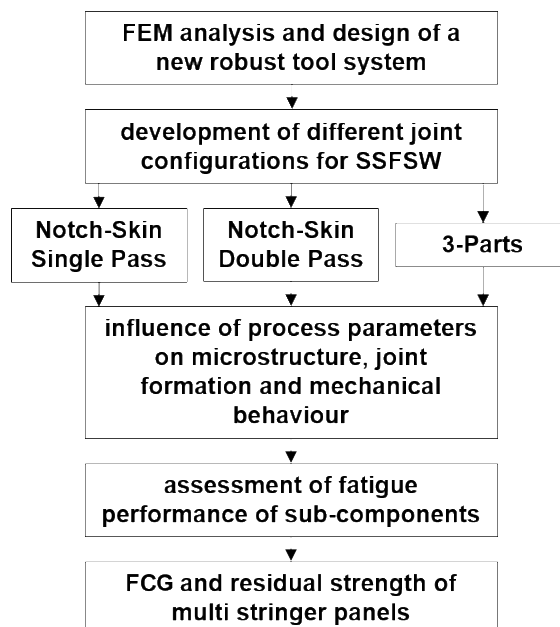 FEM analysis and design of a
new robust tool system
development of different joint
configurations for SSFSW
Notch-Skin
Single Pass
Notch-Skin
Double Pass
3-Parts
influence of process parameters
on microstructure, joint
formation and mechanical
behaviour
assessment of fatigue
performance of sub-components
FCG and residual strength of
multi stringer panels